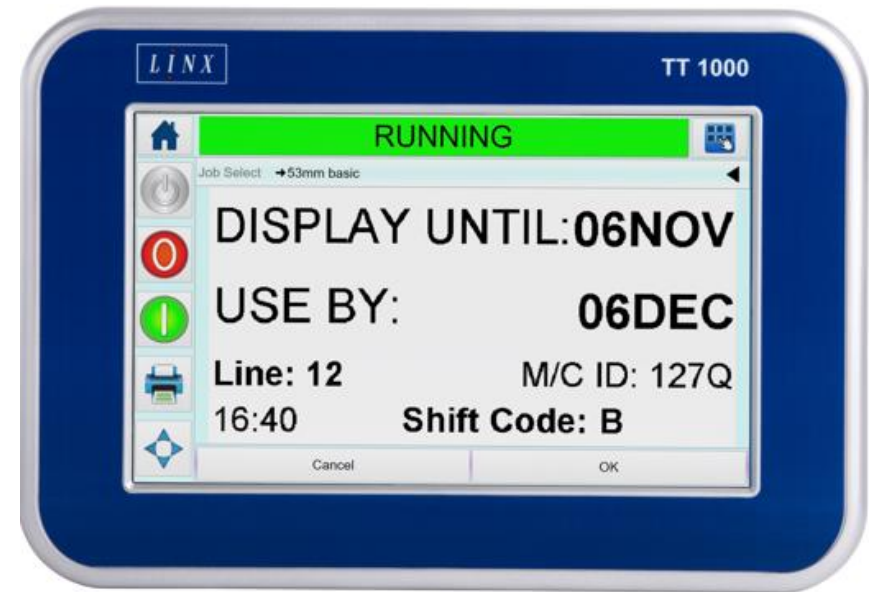 LINX
TT 1000
RUNNING
Job Select →53mm basic
DISPLAY UNTIL:06NOV
USE BY: 06DEC
Line: 12 M/C ID: 127Q
16:40 Shift Code: B
Cancel OK